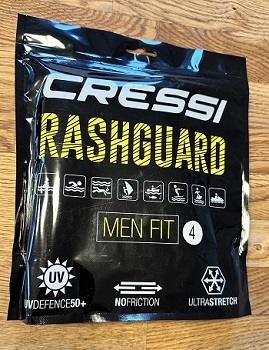 CRESSI
RASHGUARD
MEN FIT 4
UV
UVDEFENCE50+
NOFRICTION
ULTRASTRETCH